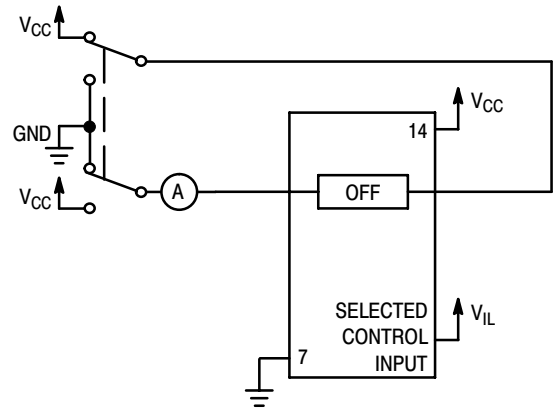 VCC
VCC
14
GND
VCC
A
OFF
SELECTED
CONTROL
INPUT
VIL
7